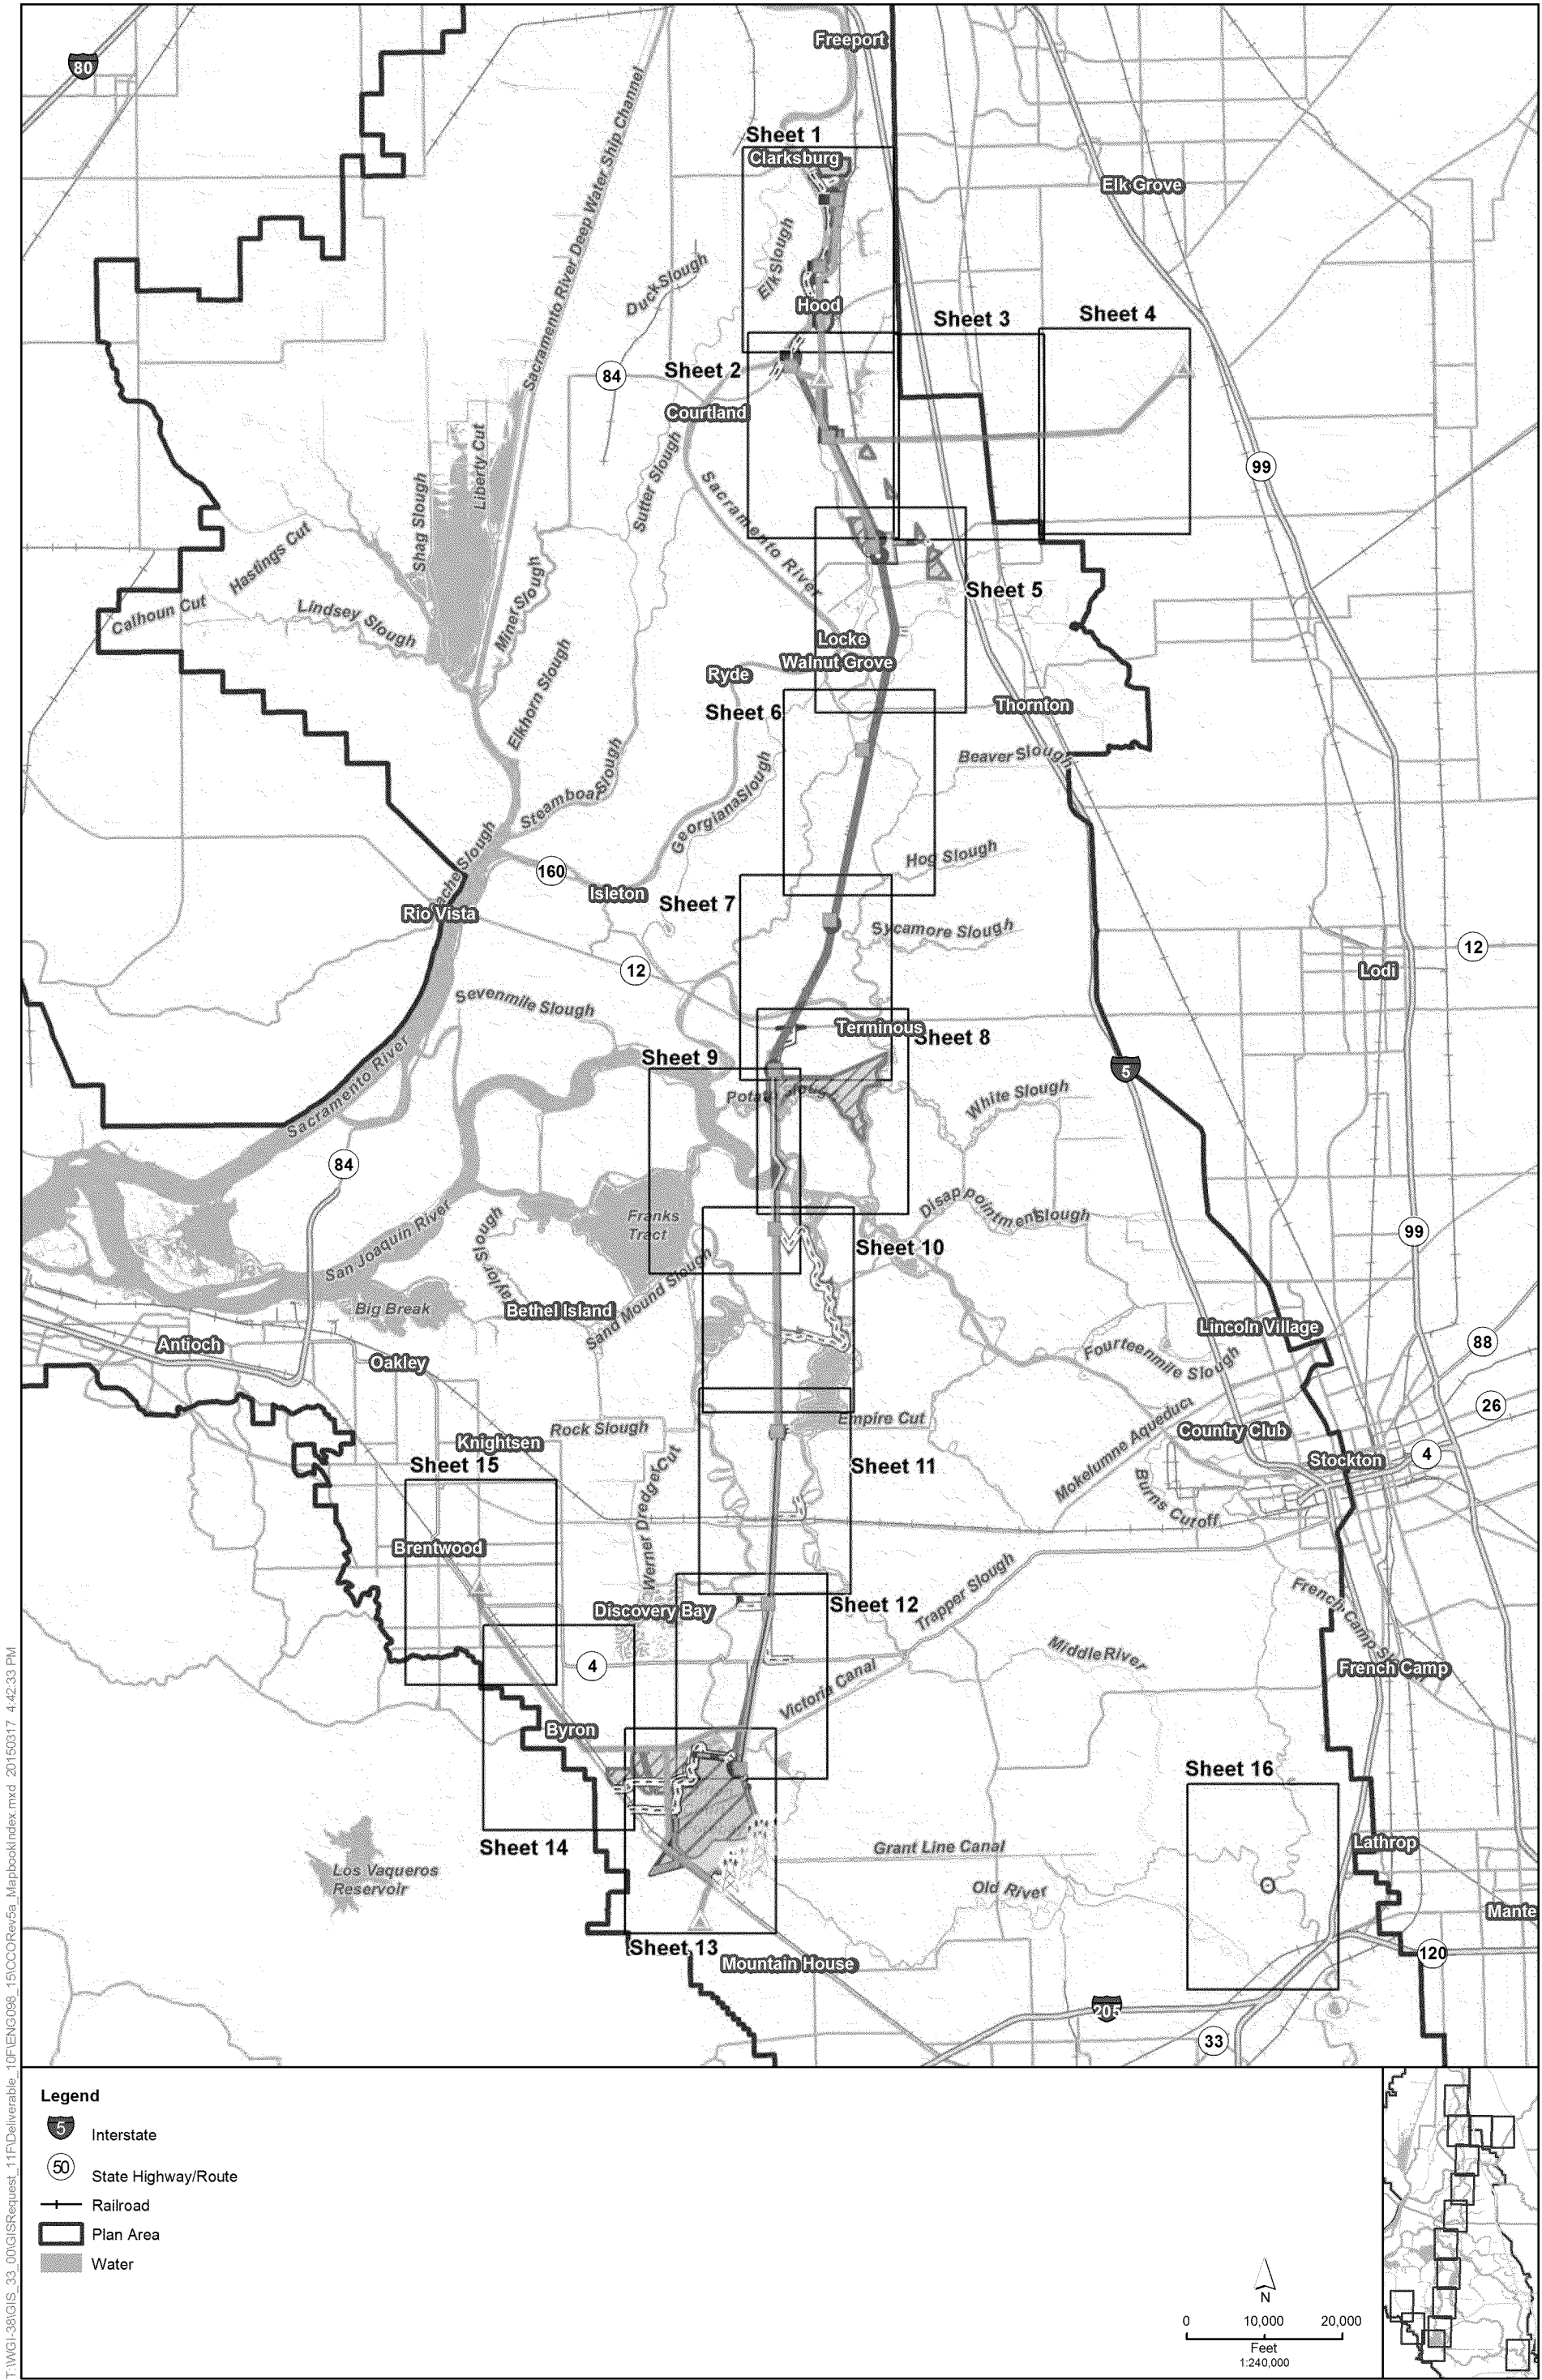 Freeport
80
Sacramento River Deep Water Ship Channel
Sheet 1
Clarksburg
Elk Grove
Elk Slough
Duck Slough
Hood
Sheet 3
Sheet 4
Sheet 2
84
Courtland
Liberty Cut
Shag Slough
Sutter Slough
Sacramento River
99
Hastings Cut
Calhoun Cut
Lindsey Slough
Miner Slough
Sheet 5
Elkhorn Slough
Locke
Walnut Grove
Ryde
Sheet 6
Thornton
Beaver Slough
Steamboat Slough
Georgiana Slough
Hog Slough
160
Isleton
Sheet 7
Rio Vista
Sycamore Slough
12
12
Lodi
Sevenmile Slough
Terminous
Sheet 8
Sheet 9
5
Sacramento River
White Slough
84
Disappointment Slough
Franks
Tract
San Joaquin River
Taylor Slough
Sheet 10
99
Big Break
Bethel Island
Sand Mound Slough
Lincoln Village
Antioch
Oakley
Fourteenmile Slough
88
26
Empire Cut
Rock Slough
Knightsen
Mokelumne Aqueduct
Country Club
Stockton
4
Sheet 15
Werner Dredger Cut
Sheet 11
Burns Cutoff
Brentwood
Trapper Slough
French Camp Slough
Discovery Bay
Sheet 12
4
Middle River
Victoria Canal
French Camp
Byron
Sheet 16
Sheet 14
Grant Line Canal
Lathrop
Los Vaqueros
Reservoir
Old River
Mante
Sheet 13
Mountain House
120
205
33
Legend
5 Interstate
50 State Highway/Route
Railroad
Plan Area
Water
N
0 10,000 20,000
Feet
1:240,000